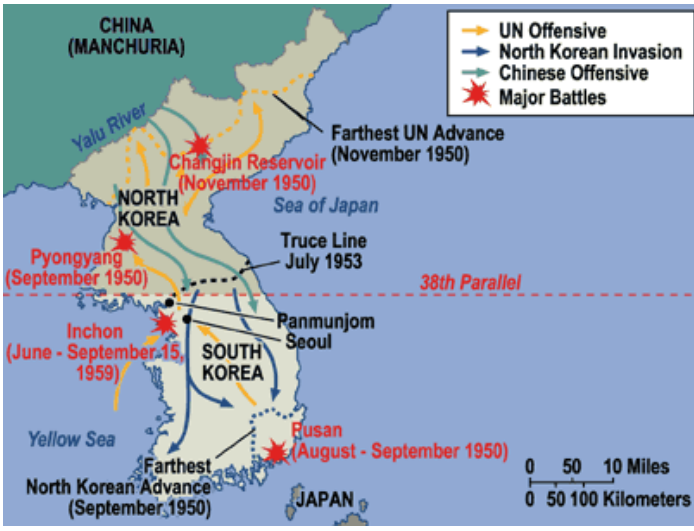 CHINA
(MANCHURIA)
UN Offensive
North Korean Invasion
Chinese Offensive
Major Battles
Yalu River
Farthest UN Advance
(November 1950)
Changjin Reservoir
(November 1950)
NORTH
KOREA
Sea of Japan
Truce Line
July 1953
Pyongyang
(September 1950)
38th Parallel
Panmunjom
Seoul
Inchon
(June - September 15,
1959)
SOUTH
KOREA
Yellow Sea
Pusan
(August - September 1950)
Farthest
North Korean Advance
(September 1950)
JAPAN
0 50 10 Miles
0 50 100 Kilometers